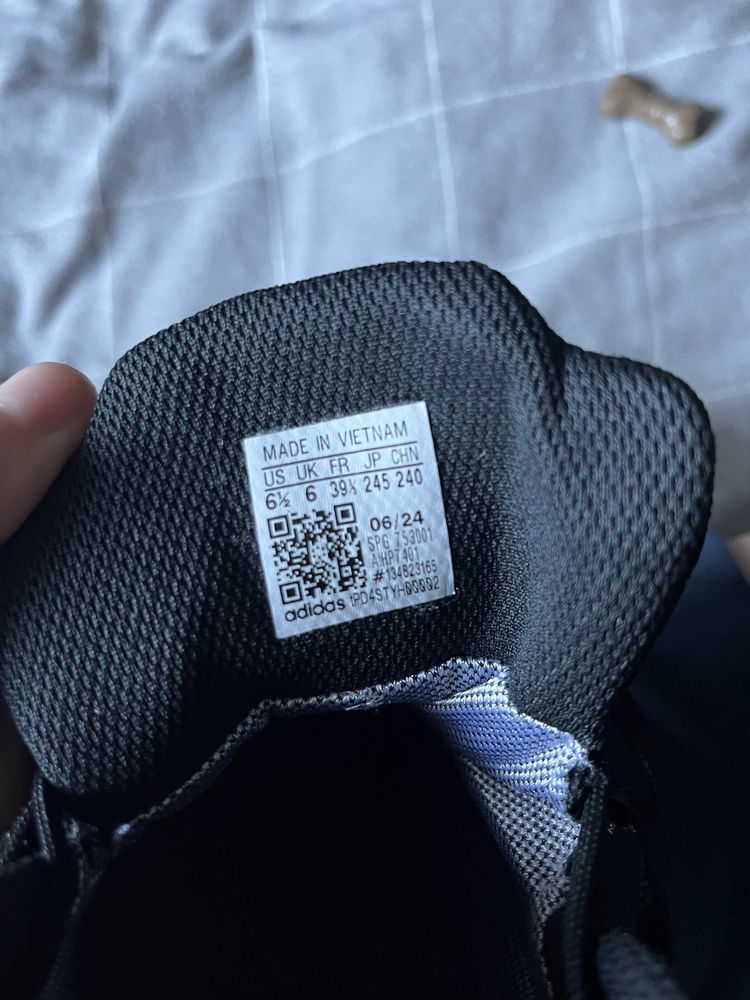 MADE IN VIETNAM
US UK FR JP CHN
6½ 6 39⅓ 245 240
06/24
SPG 753001
A:HP7401
#134823165
adidas